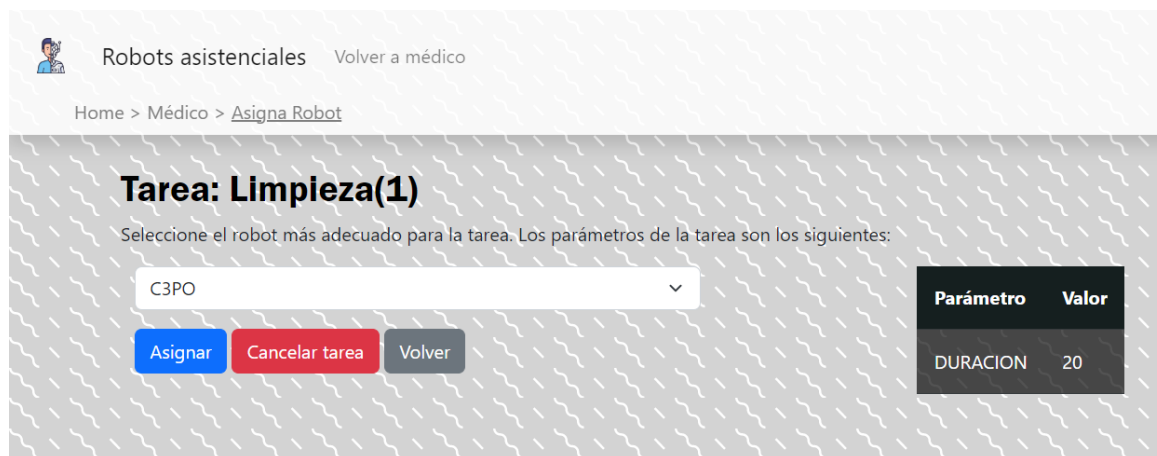 Robots asistenciales Volver a médico
Home > Médico > Asigna Robot
Tarea: Limpieza(1)
Seleccione el robot más adecuado para la tarea. Los parámetros de la tarea son los siguientes:
C3PO
Asignar Cancelar tarea Volver
Parámetro Valor
DURACION 20